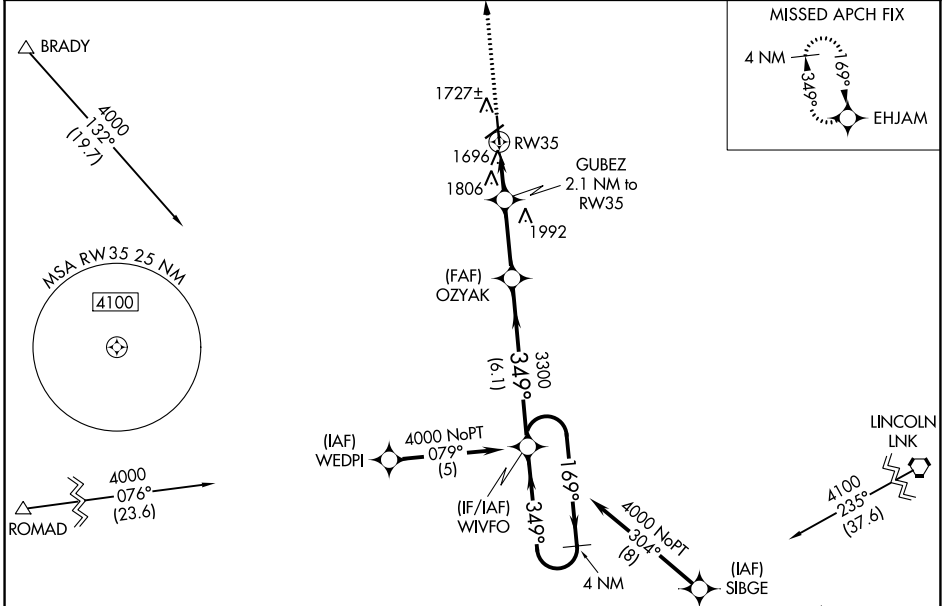 BRADY
4000
132°
(19.7)
MSA RW35 25 NM
4100
4000
076°
(23.6)
ROMAD
1727±
RW35
1696
1806
GUBEZ
2.1 NM to
RW35
1992
(FAF)
OZYAK
3300
349°
(6.1)
(IAF)
WEDPI
4000 NoPT
079°
(5)
(IF/IAF)
WIVFO
349°
169°
4 NM
4000 NoPT
304°
(8)
(IAF)
SIBGE
LINCOLN
LNK
4100
235°
(37.6)
MISSED APCH FIX
4 NM
349°
169°
EHJAM